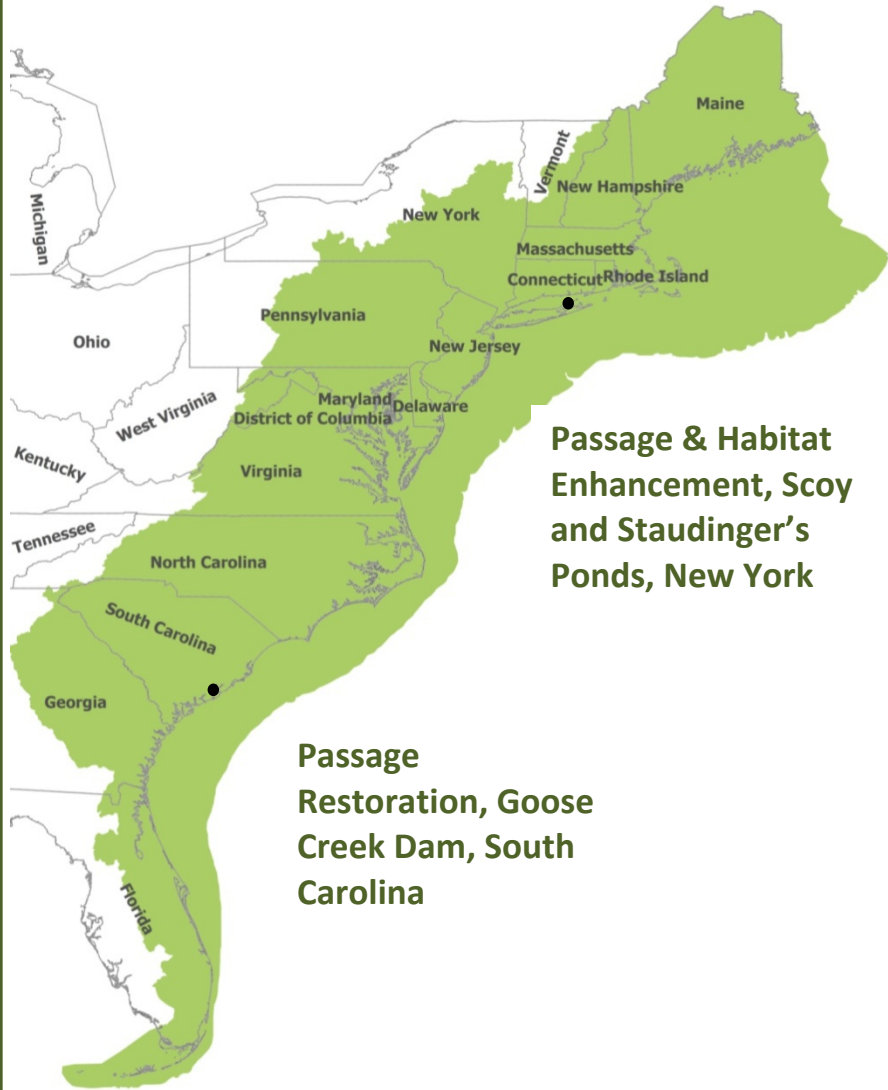 Maine
Vermont
New Hampshire
Michigan
New York
Massachusetts
Connecticut
Rhode Island
Pennsylvania
Ohio
New Jersey
Maryland
Delaware
West Virginia
District of Columbia
Kentucky
Virginia
Passage & Habitat
Enhancement, Scoy
and Staudinger’s
Ponds, New York
Tennessee
North Carolina
South Carolina
Georgia
Passage
Restoration, Goose
Creek Dam, South
Carolina
Florida